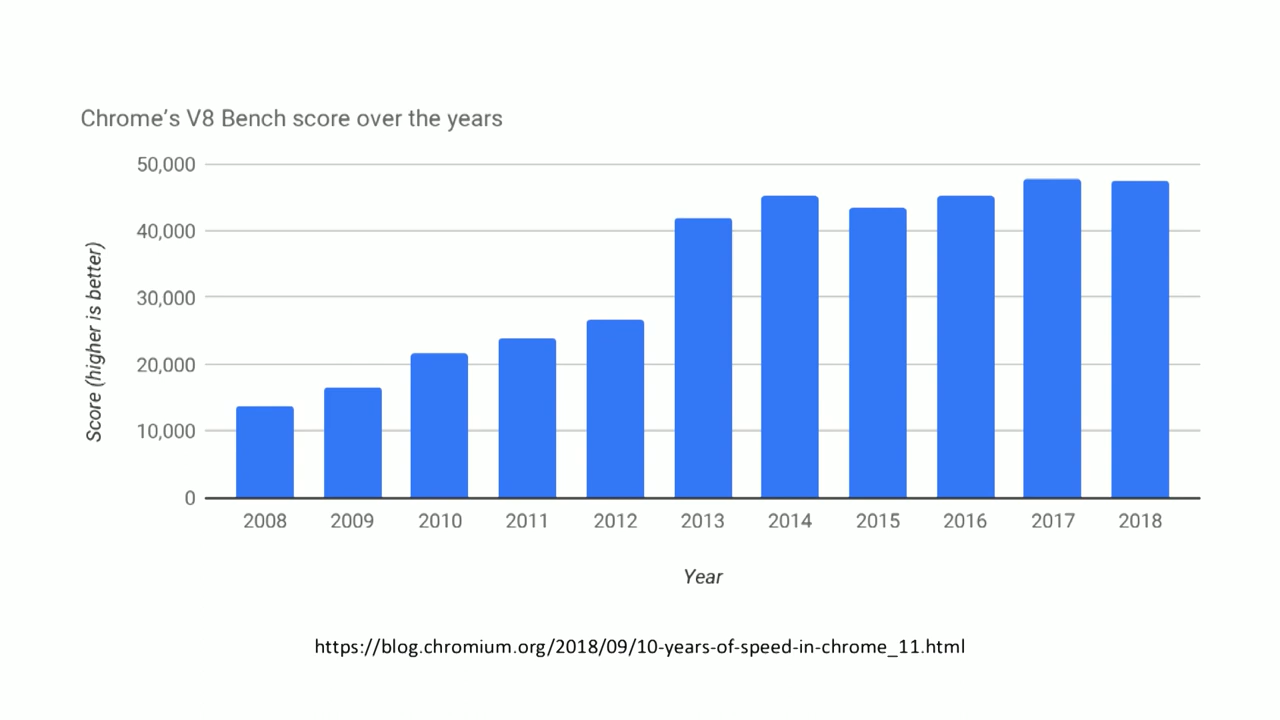 Chrome’s V8 Bench score over the years
50,000
40,000
30,000
20,000
10,000
0
Score (higher is better)
2008 2009 2010 2011 2012 2013 2014 2015 2016 2017 2018
Year
https://blog.chromium.org/2018/09/10-years-of-speed-in-chrome_11.html